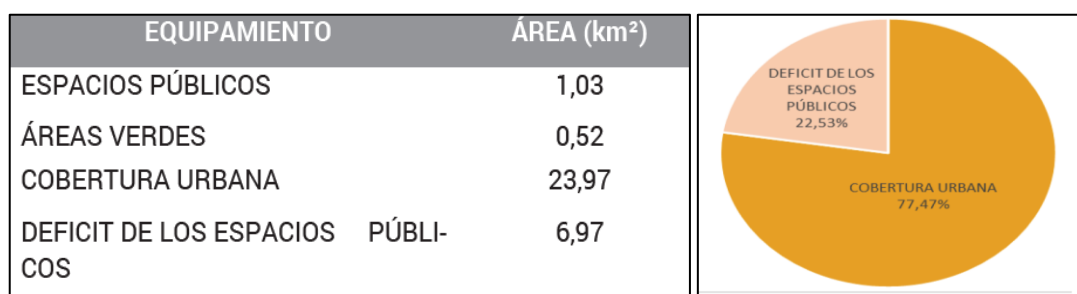 EQUIPAMIENTO ÁREA (km²)
ESPACIOS PÚBLICOS 1,03
ÁREAS VERDES 0,52
COBERTURA URBANA 23,97
DEFICIT DE LOS ESPACIOS PÚBLI- 6,97
COS
DEFICIT DE LOS
ESPACIOS
PÚBLICOS
22,53%
COBERTURA URBANA
77,47%